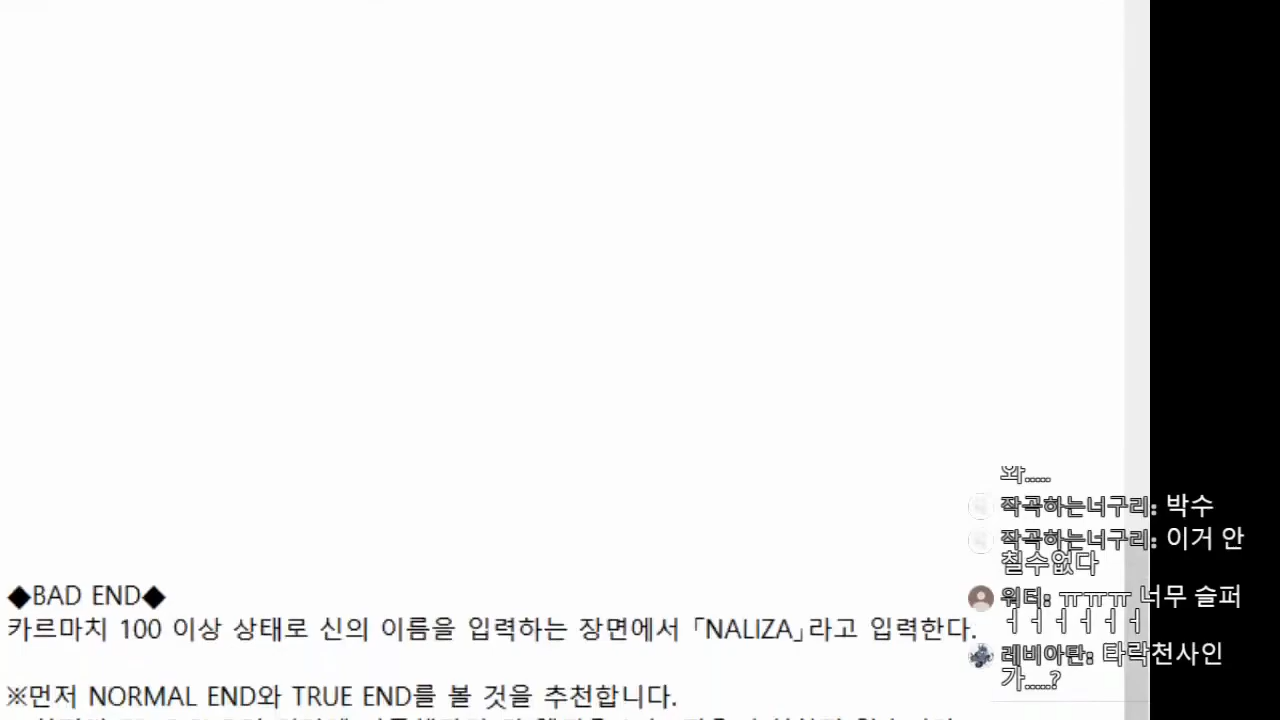 ◆BAD END◆
카르마치 100 이상 상태로 신의 이름을 입력하는 장면에서 「NALIZA」라고 입력한다.
※먼저 NORMAL END와 TRUE END를 볼 것을 추천합니다.
와.....
작곡하는너구리: 박수
작곡하는너구리: 이거 안
칠수없다
워터: ㅠㅠㅠ 너무 슬퍼
ㅓㅓㅓㅓㅓㅓ
레비아탄: 타락천사인
가.....?